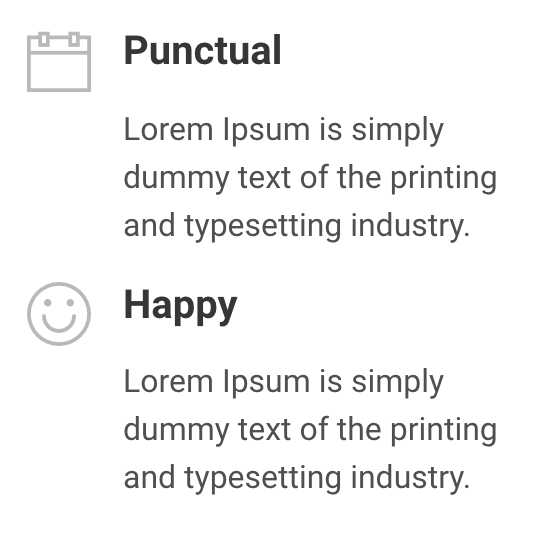 Punctual
Lorem Ipsum is simply
dummy text of the printing
and typesetting industry.
Happy
Lorem Ipsum is simply
dummy text of the printing
and typesetting industry.